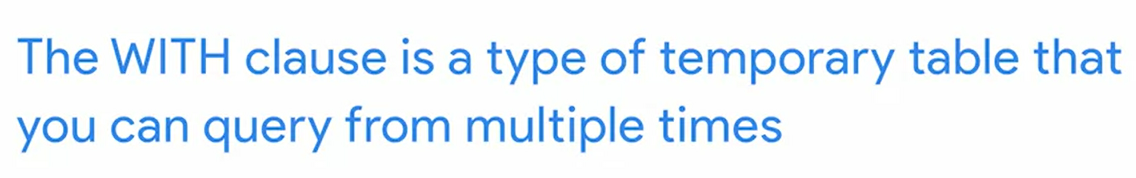 The WITH clause is a type of temporary table that
you can query from multiple times